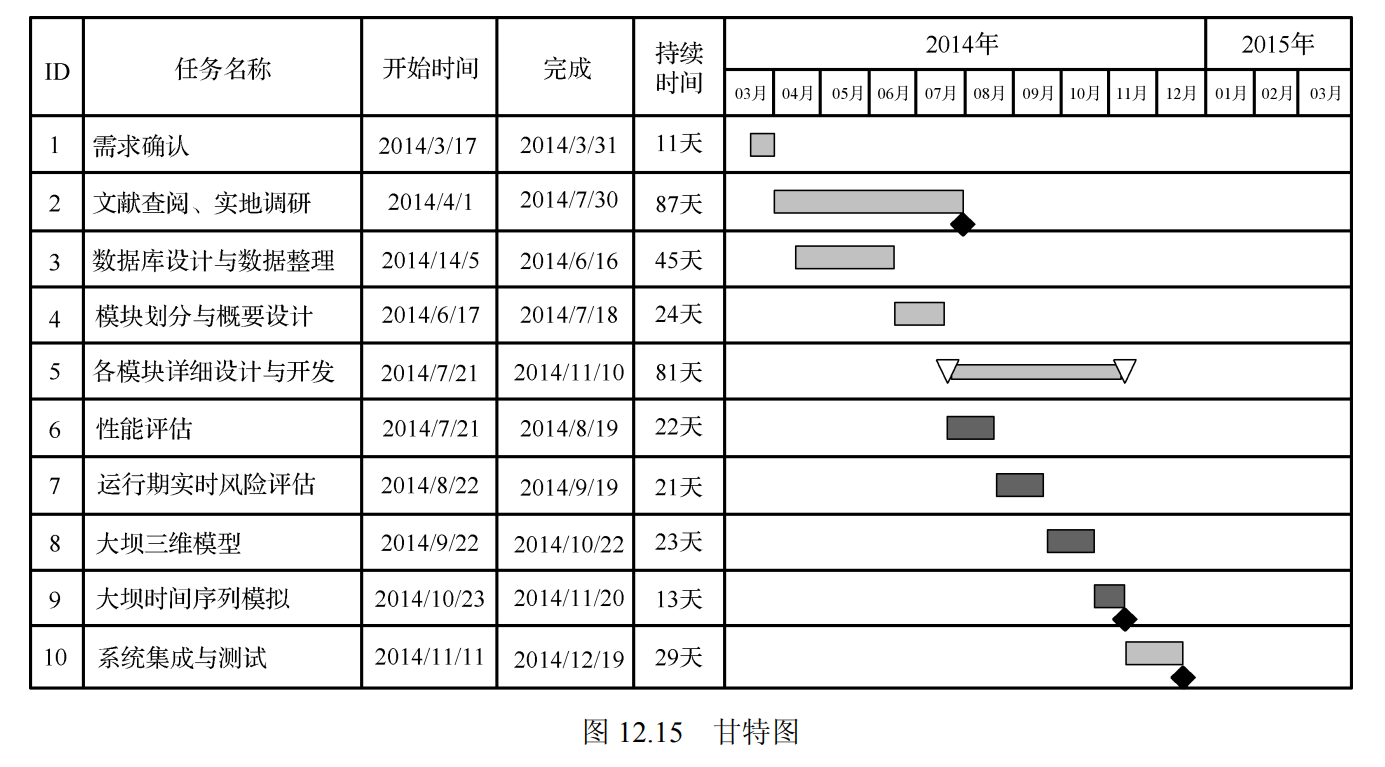 ID 任务名称 开始时间 完成 持续时间 2014年 2015年
03月 04月 05月 06月 07月 08月 09月 10月 11月 12月 01月 02月 03月
1 需求确认 2014/3/17 2014/3/31 11天
2 文献查阅、实地调研 2014/4/1 2014/7/30 87天
3 数据库设计与数据整理 2014/14/5 2014/6/16 45天
4 模块划分与概要设计 2014/6/17 2014/7/18 24天
5 各模块详细设计与开发 2014/7/21 2014/11/10 81天
6 性能评估 2014/7/21 2014/8/19 22天
7 运行期实时风险评估 2014/8/22 2014/9/19 21天
8 大坝三维模型 2014/9/22 2014/10/22 23天
9 大坝时间序列模拟 2014/10/23 2014/11/20 13天
10 系统集成与测试 2014/11/11 2014/12/19 29天
图 12.15 甘特图